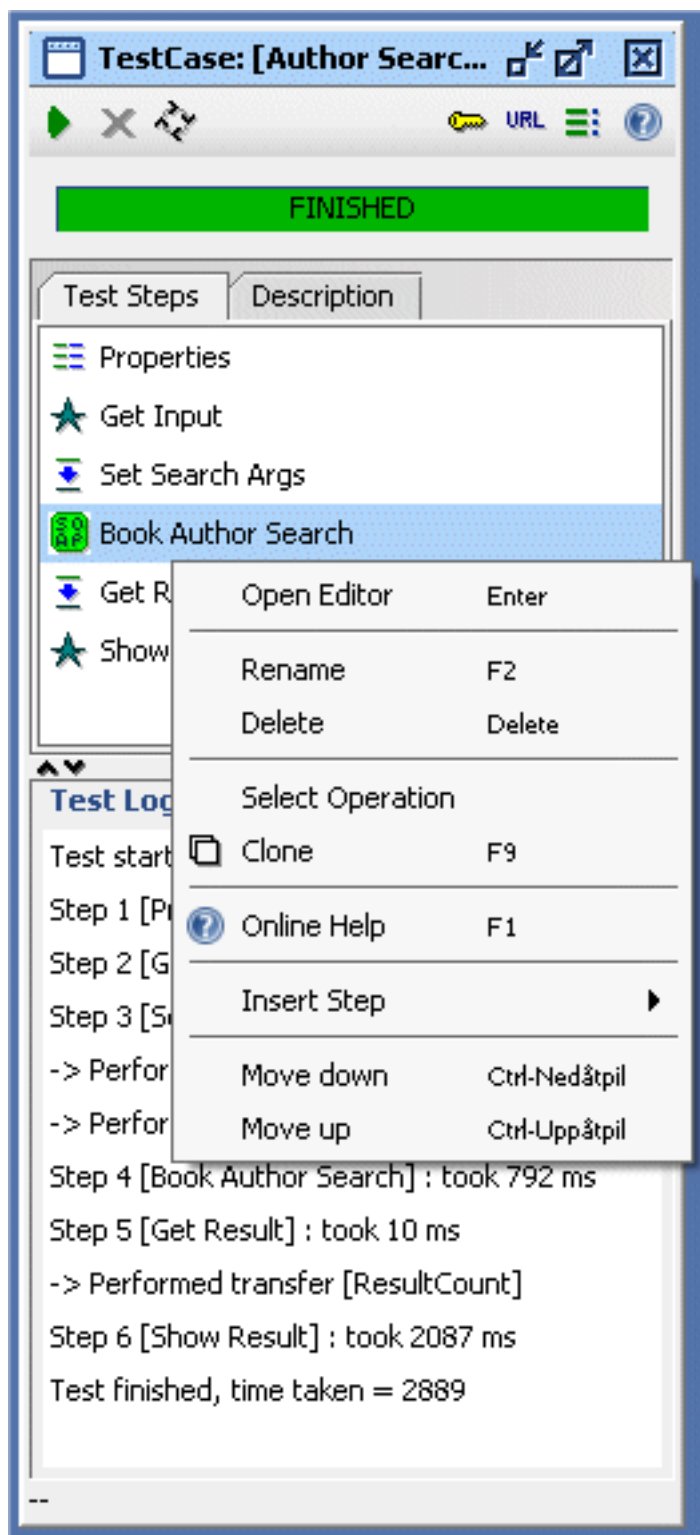 TestCase: [Author Searc...
URL
FINISHED
Test Steps Description
Properties
Get Input
Set Search Args
SOAP Book Author Search
Get R
Show
Open Editor Enter
Rename F2
Delete Delete
Select Operation
Clone F9
Online Help F1
Insert Step
Move down Ctrl-Nedåtpil
Move up Ctrl-Uppåtpil
Test Log
Test start
Step 1 [Pr
Step 2 [G
Step 3 [Se
-> Perfor
-> Perfor
Step 4 [Book Author Search] : took 792 ms
Step 5 [Get Result] : took 10 ms
-> Performed transfer [ResultCount]
Step 6 [Show Result] : took 2087 ms
Test finished, time taken = 2889
--